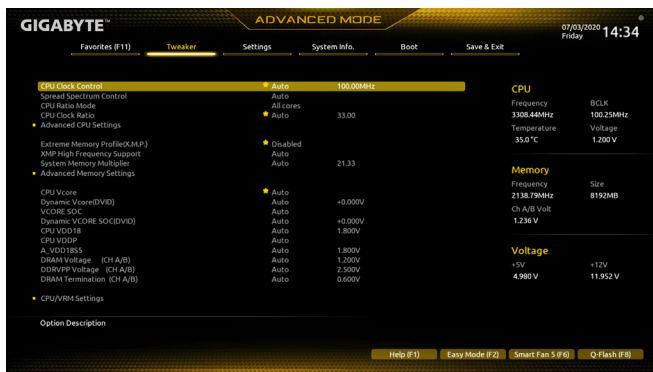 GIGABYTE™
ADVANCED MODE
07/03/2020 Friday 14:34
Favorites (F11) Tweaker Settings System Info. Boot Save & Exit
CPU Clock Control Auto 100.00MHz
Spread Spectrum Control Auto
CPU Ratio Mode All cores
CPU Clock Ratio Auto 33.00
Advanced CPU Settings
Extreme Memory Profile(X.M.P.) Disabled
XMP High Frequency Support Auto
System Memory Multiplier Auto 21.33
Advanced Memory Settings
CPU Vcore Auto
Dynamic Vcore(DVID) Auto +0.000V
VCORE SOC Auto
Dynamic VCORE SOC(DVID) Auto +0.000V
CPU VDD18 Auto 1.800V
CPU VDDP Auto
A_VDD18S5 Auto 1.800V
DRAM Voltage (CH A/B) Auto 1.200V
DDRVPP Voltage (CH A/B) Auto 2.500V
DRAM Termination (CH A/B) Auto 0.600V
CPU/VRM Settings
Option Description
CPU
Frequency BCLK
3308.44MHz 100.25MHz
Temperature Voltage
35.0 °C 1.200 V
Memory
Frequency Size
2138.79MHz 8192MB
Ch A/B Volt
1.236 V
Voltage
+5V +12V
4.980 V 11.952 V
Help (F1) Easy Mode (F2) Smart Fan 5 (F6) Q-Flash (F8)